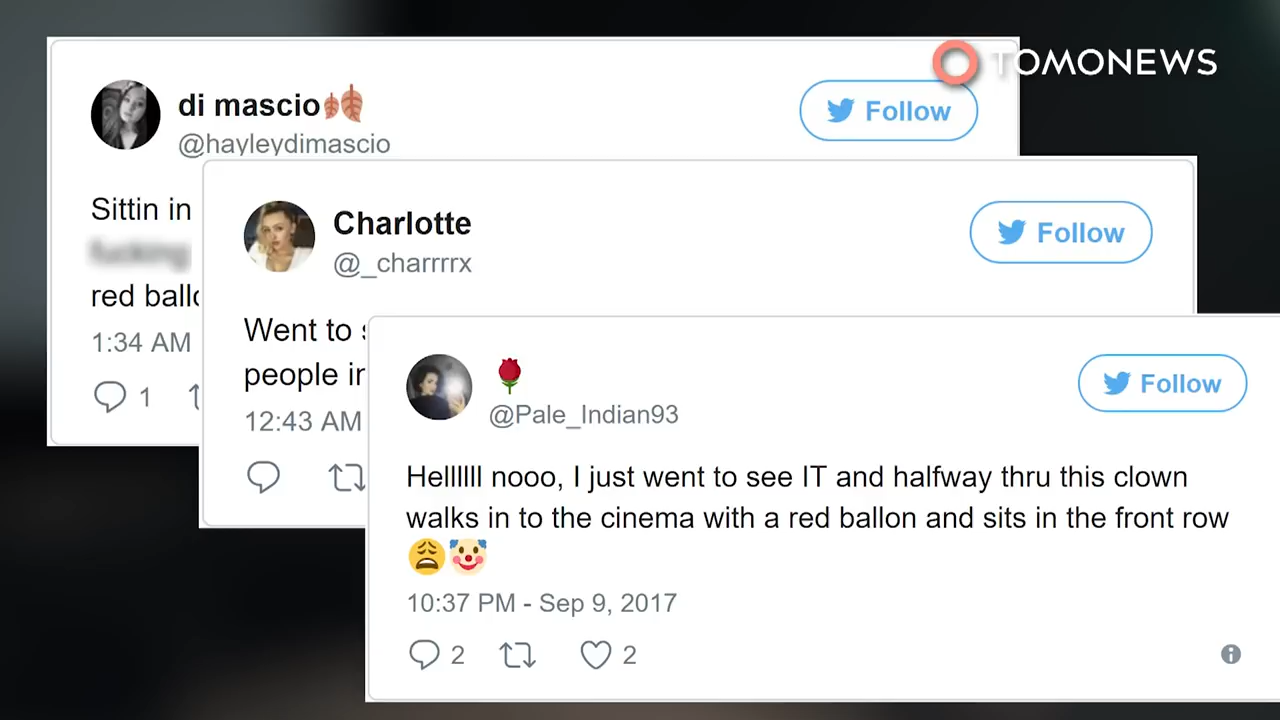 TOMONEWS
di mascio
@hayleydimascio
Follow
Sittin in
red ball
1:34 AM
1
Charlotte
@_charrrrx
Follow
Went to
people in
12:43 AM
@Pale_Indian93
Follow
Hellllll nooo, I just went to see IT and halfway thru this clown
walks in to the cinema with a red ballon and sits in the front row
10:37 PM - Sep 9, 2017
2
2